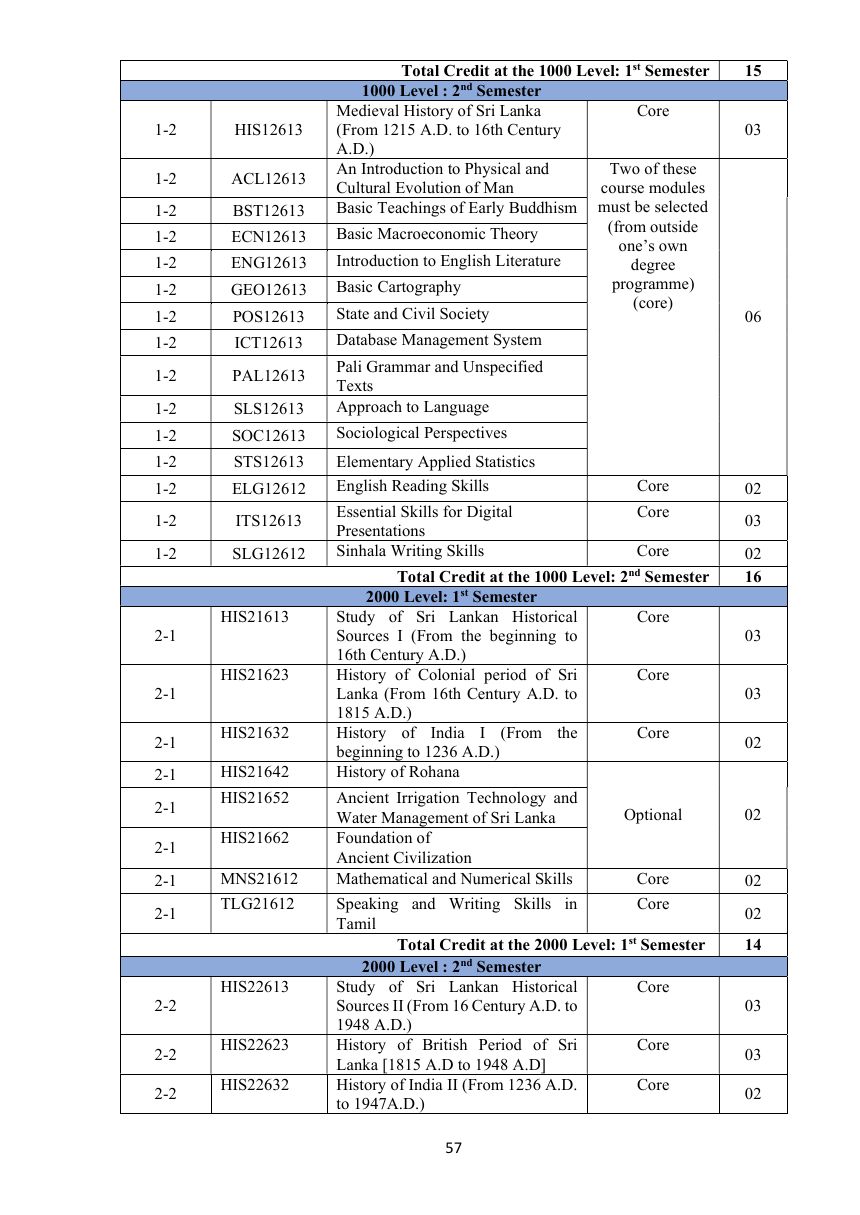 Total Credit at the 1000 Level: 1st Semester 15
1000 Level : 2nd Semester
1-2 HIS12613 Medieval History of Sri Lanka (From 1215 A.D. to 16th Century A.D.) Core 03
1-2 ACL12613 An Introduction to Physical and Cultural Evolution of Man Two of these course modules must be selected (from outside one’s own degree programme) (core) 06
1-2 BST12613 Basic Teachings of Early Buddhism
1-2 ECN12613 Basic Macroeconomic Theory
1-2 ENG12613 Introduction to English Literature
1-2 GEO12613 Basic Cartography
1-2 POS12613 State and Civil Society
1-2 ICT12613 Database Management System
1-2 PAL12613 Pali Grammar and Unspecified Texts
1-2 SLS12613 Approach to Language
1-2 SOC12613 Sociological Perspectives
1-2 STS12613 Elementary Applied Statistics
1-2 ELG12612 English Reading Skills Core 02
1-2 ITS12613 Essential Skills for Digital Presentations Core 03
1-2 SLG12612 Sinhala Writing Skills Core 02
Total Credit at the 1000 Level: 2nd Semester 16
2000 Level: 1st Semester
2-1 HIS21613 Study of Sri Lankan Historical Sources I (From the beginning to 16th Century A.D.) Core 03
2-1 HIS21623 History of Colonial period of Sri Lanka (From 16th Century A.D. to 1815 A.D.) Core 03
2-1 HIS21632 History of India I (From the beginning to 1236 A.D.) Core 02
2-1 HIS21642 History of Rohana Optional 02
2-1 HIS21652 Ancient Irrigation Technology and Water Management of Sri Lanka
2-1 HIS21662 Foundation of Ancient Civilization
2-1 MNS21612 Mathematical and Numerical Skills Core 02
2-1 TLG21612 Speaking and Writing Skills in Tamil Core 02
Total Credit at the 2000 Level: 1st Semester 14
2000 Level : 2nd Semester
2-2 HIS22613 Study of Sri Lankan Historical Sources II (From 16 Century A.D. to 1948 A.D.) Core 03
2-2 HIS22623 History of British Period of Sri Lanka [1815 A.D to 1948 A.D] Core 03
2-2 HIS22632 History of India II (From 1236 A.D. to 1947A.D.) Core 02
57